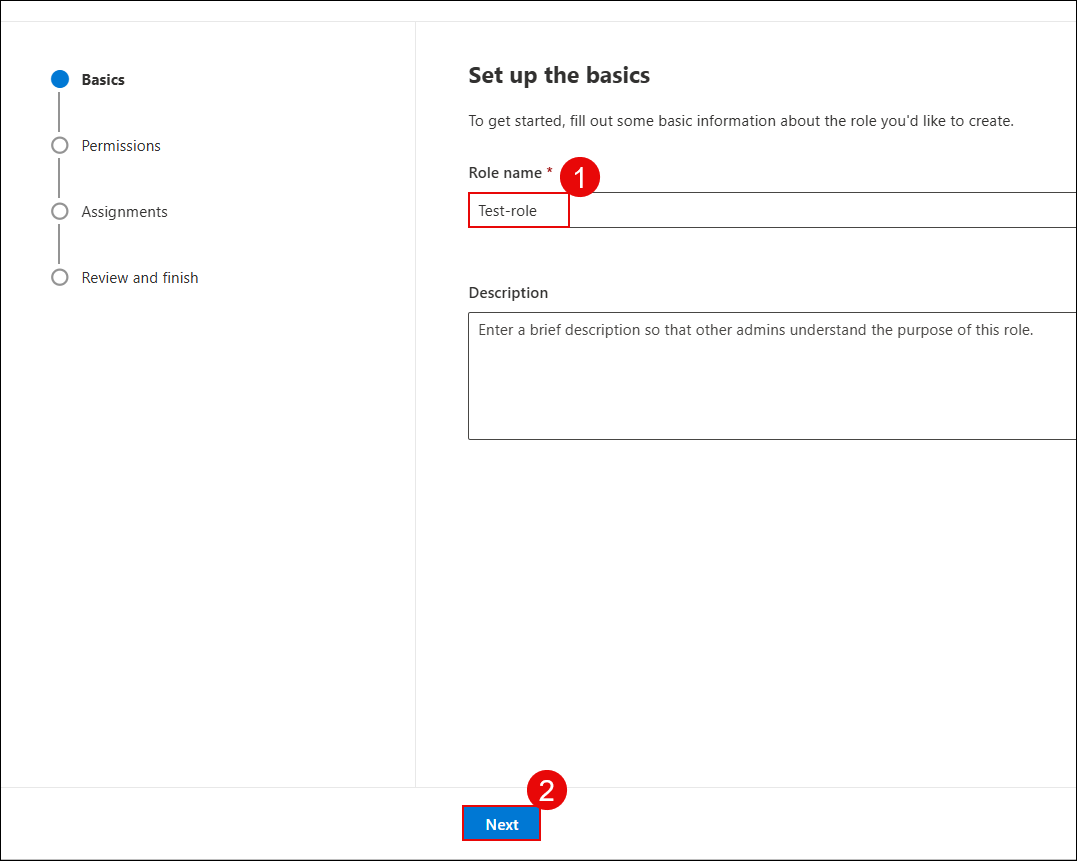 Basics
Permissions
Assignments
Review and finish
Set up the basics
To get started, fill out some basic information about the role you'd like to create.
Role name *
1
Test-role
Description
Enter a brief description so that other admins understand the purpose of this role.
2
Next